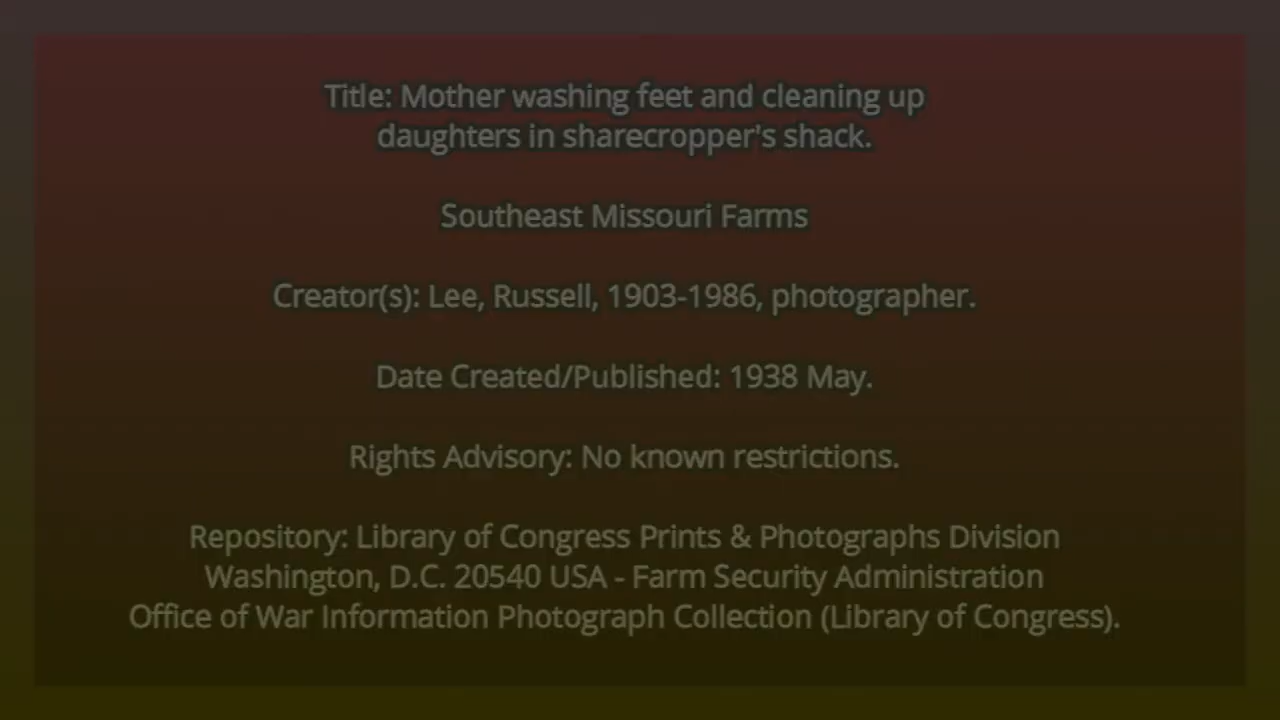 Title: Mother washing feet and cleaning up
daughters in sharecropper's shack.
Southeast Missouri Farms
Creator(s): Lee, Russell, 1903-1986, photographer.
Date Created/Published: 1938 May.
Rights Advisory: No known restrictions.
Repository: Library of Congress Prints & Photographs Division
Washington, D.C. 20540 USA - Farm Security Administration
Office of War Information Photograph Collection (Library of Congress).